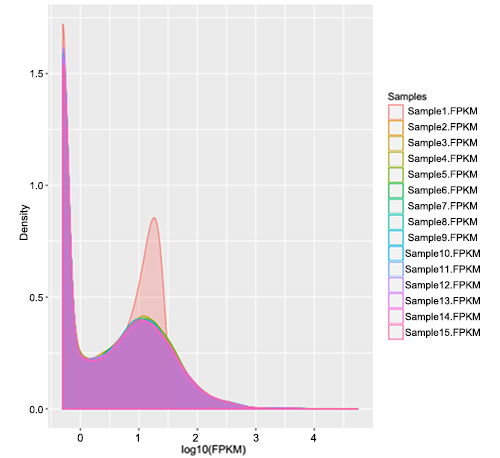 Samples
Sample1.FPKM
Sample2.FPKM
Sample3.FPKM
Sample4.FPKM
Sample5.FPKM
Sample6.FPKM
Sample7.FPKM
Sample8.FPKM
Sample9.FPKM
Sample10.FPKM
Sample11.FPKM
Sample12.FPKM
Sample13.FPKM
Sample14.FPKM
Sample15.FPKM
Density
1.5
1.0
0.5
0.0
0 1 2 3 4
log10(FPKM)